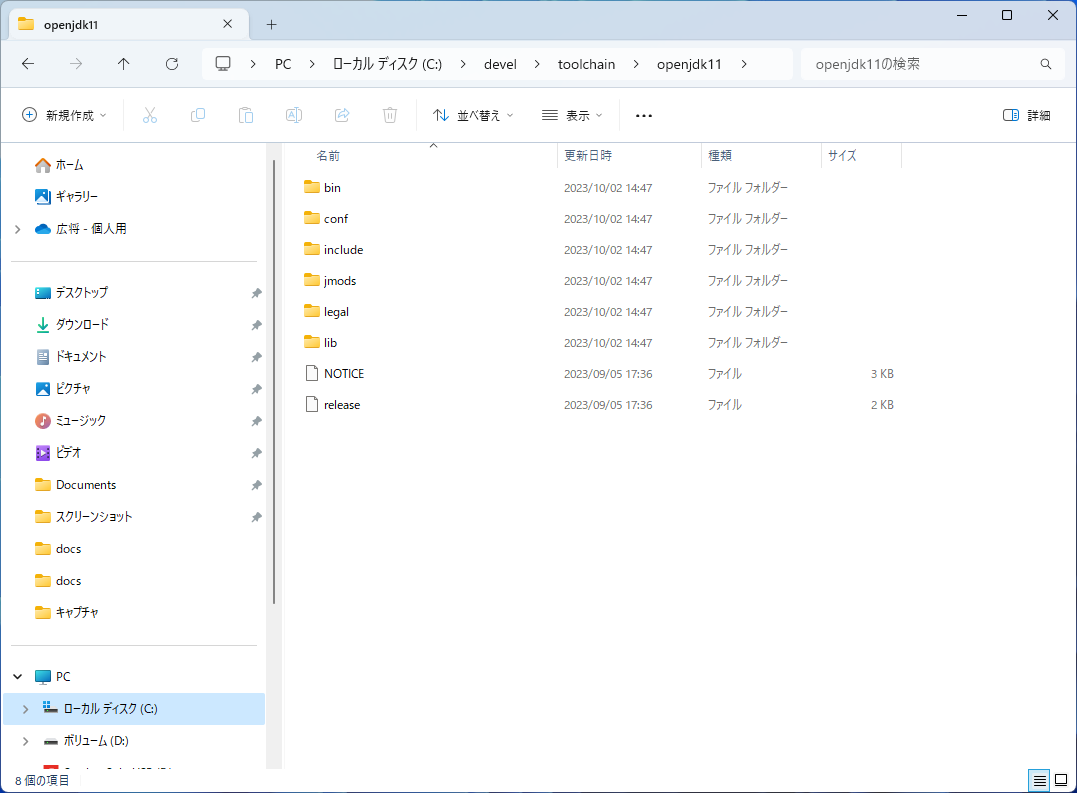 openjdk11
PC
ローカル ディスク (C:)
devel
toolchain
openjdk11
openjdk11の検索
新規作成
並べ替え
表示
詳細
ホーム
ギャラリー
広将 - 個人用
デスクトップ
ダウンロード
ドキュメント
ピクチャ
ミュージック
ビデオ
Documents
スクリーンショット
docs
docs
キャプチャ
PC
ローカル ディスク (C:)
ボリューム (D:)
名前 更新日時 種類 サイズ
bin 2023/10/02 14:47 ファイル フォルダー
conf 2023/10/02 14:47 ファイル フォルダー
include 2023/10/02 14:47 ファイル フォルダー
jmods 2023/10/02 14:47 ファイル フォルダー
legal 2023/10/02 14:47 ファイル フォルダー
lib 2023/10/02 14:47 ファイル フォルダー
NOTICE 2023/09/05 17:36 ファイル 3 KB
release 2023/09/05 17:36 ファイル 2 KB
8 個の項目